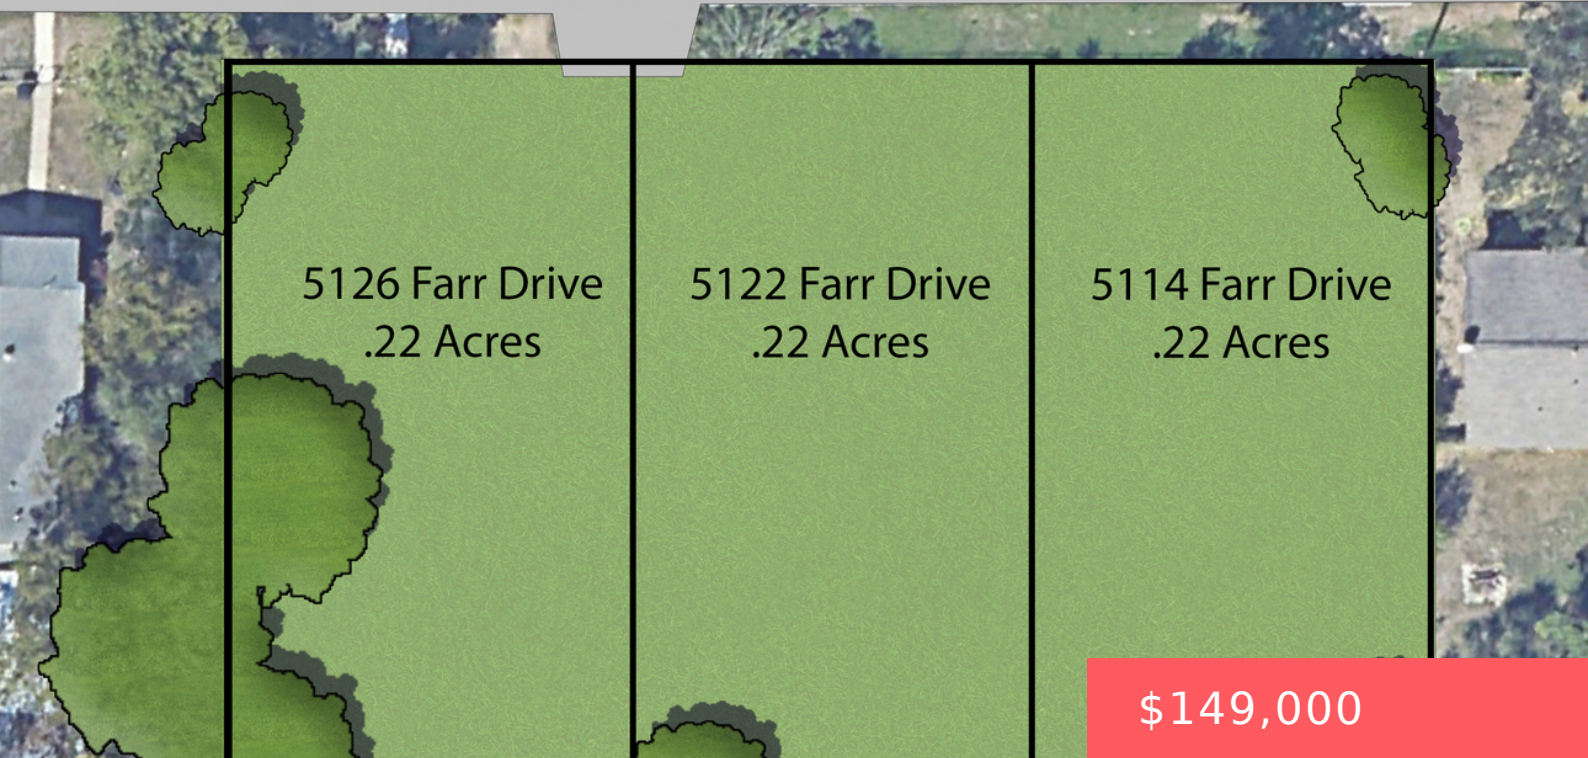 5126 Farr Drive
.22 Acres
5122 Farr Drive
.22 Acres
5114 Farr Drive
.22 Acres
$149,000